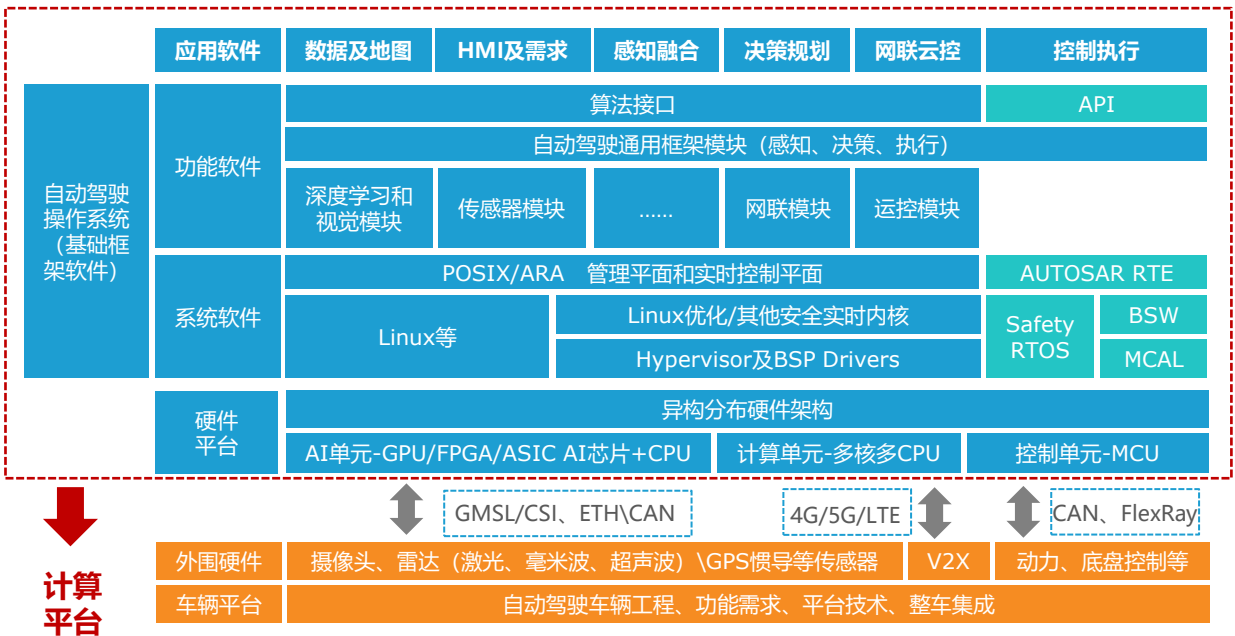 应用软件
数据及地图
HMI及需求
感知融合
决策规划
网联云控
控制执行
自动驾驶
操作系统
（基础框
架软件）
功能软件
算法接口
API
自动驾驶通用框架模块（感知、决策、执行）
深度学习和
视觉模块
传感器模块
......
网联模块
运控模块
系统软件
POSIX/ARA 管理平面和实时控制平面
AUTOSAR RTE
Linux等
Linux优化/其他安全实时内核
Hypervisor及BSP Drivers
Safety
RTOS
BSW
MCAL
硬件
平台
异构分布硬件架构
AI单元-GPU/FPGA/ASIC AI芯片+CPU
计算单元-多核多CPU
控制单元-MCU
GMSL/CSI、ETH\CAN
4G/5G/LTE
CAN、FlexRay
计算
平台
外围硬件
摄像头、雷达（激光、毫米波、超声波）\GPS惯导等传感器
V2X
动力、底盘控制等
车辆平台
自动驾驶车辆工程、功能需求、平台技术、整车集成